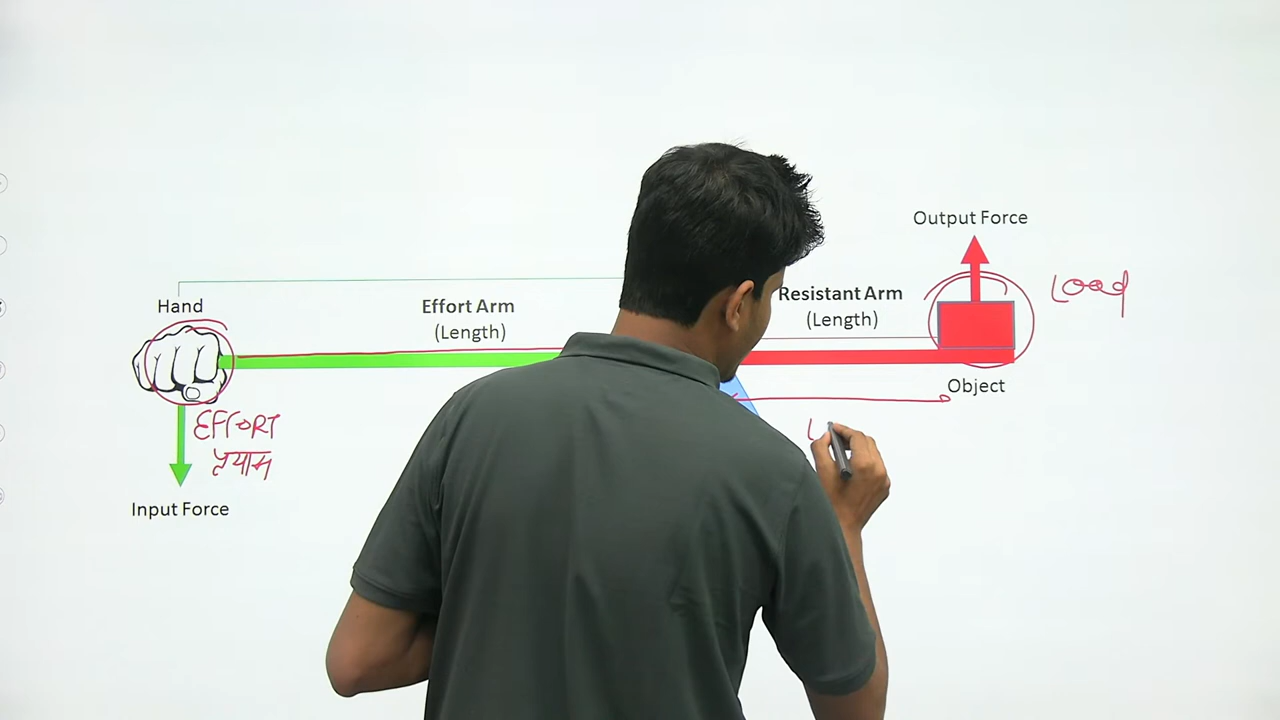 Output Force
Load
Hand
Effort Arm
(Length)
Resistant Arm
(Length)
Object
EFFORT
प्रयास
Input Force